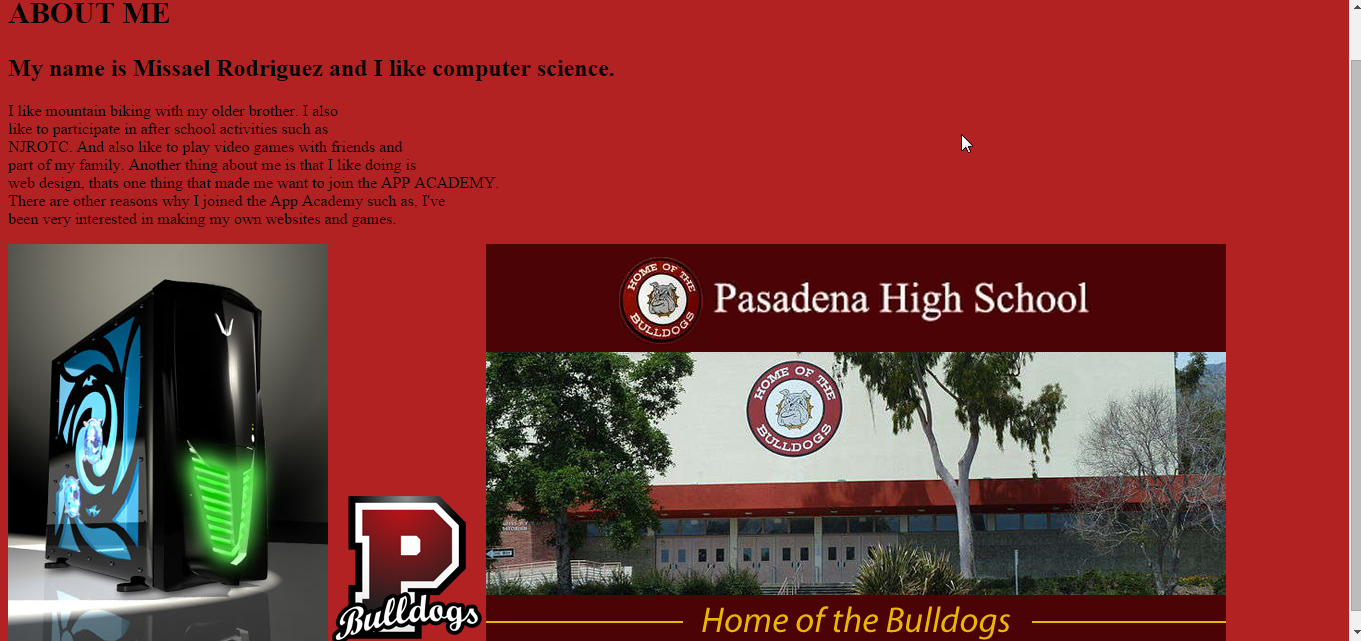 ABOUT ME
My name is Missael Rodriguez and I like computer science.
I like mountain biking with my older brother. I also
like to participate in after school activities such as
NJROTC. And also like to play video games with friends and
part of my family. Another thing about me is that I like doing is
web design, thats one thing that made me want to join the APP ACADEMY.
There are other reasons why I joined the App Academy such as, I've
been very interested in making my own websites and games.
HOME OF THE
BULLDOGS
Pasadena High School
HOME OF THE
BULLDOGS
P
Bulldogs
Home of the Bulldogs